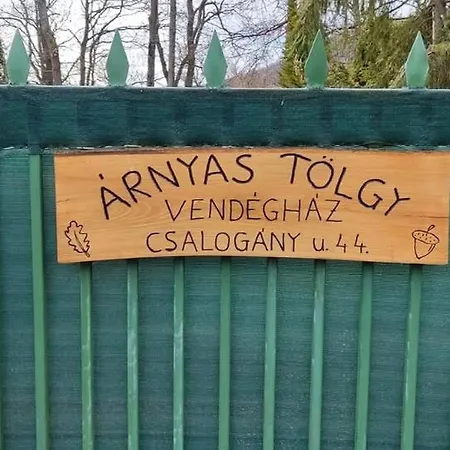 ÁRNYAS TÖLGY
VENDÉGHÁZ
CSALOGÁNY u. 44.